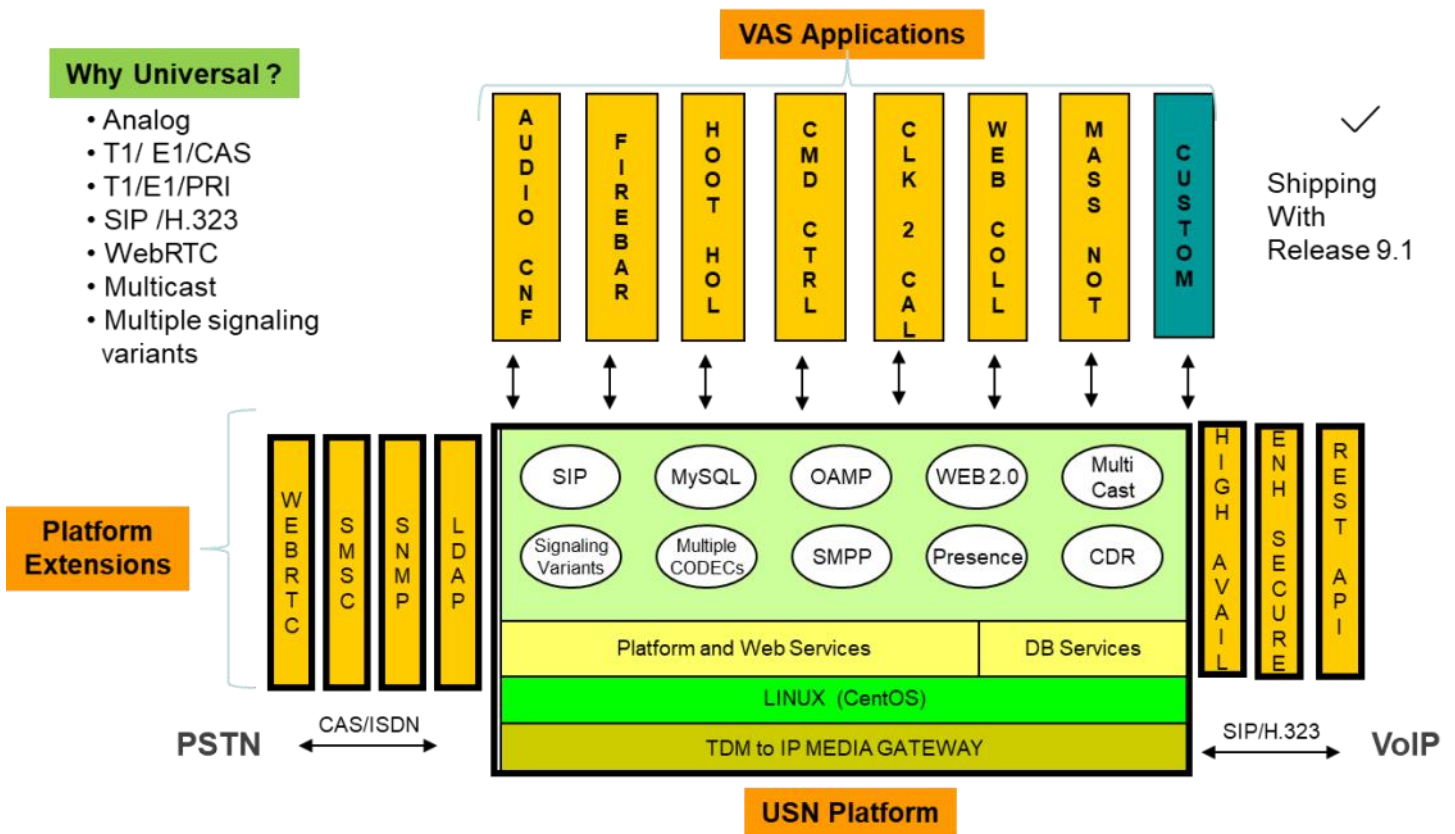 VAS Applications
Why Universal ?
• Analog
• T1/ E1/CAS
• T1/E1/PRI
• SIP /H.323
• WebRTC
• Multicast
• Multiple signaling
variants
AUDIO CNF
FIREBAR
HOOT HOL
CMD CTRL
CLK 2 CAL
WEB COLL
MASS NOT
CUSTOM
Shipping
With
Release 9.1
Platform
Extensions
WEBRTC
SMSC
SNMP
LDAP
SIP
MySQL
OAMP
WEB 2.0
Multi
Cast
Signaling
Variants
Multiple
CODECs
SMPP
Presence
CDR
HIGH AVAIL
ENH SECURE
REST API
Platform and Web Services
DB Services
LINUX (CentOS)
TDM to IP MEDIA GATEWAY
PSTN
CAS/ISDN
SIP/H.323
VoIP
USN Platform